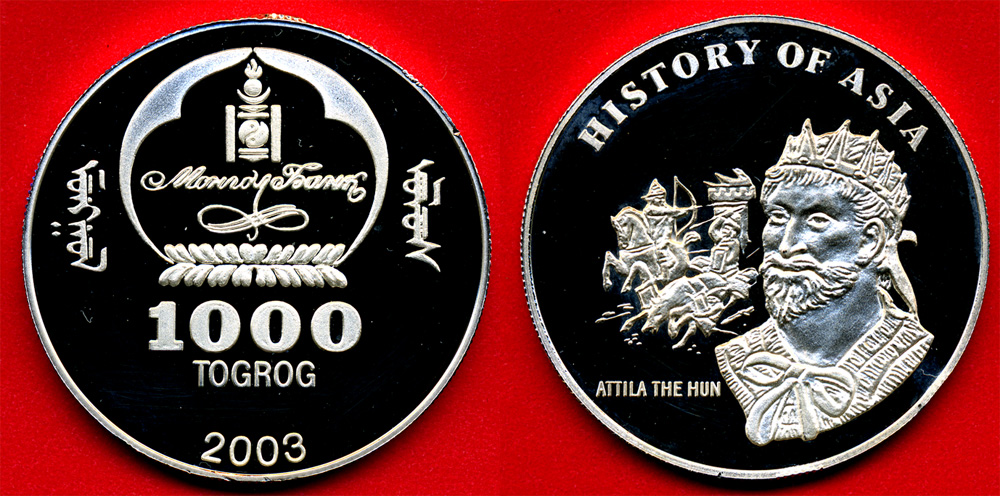 Монгол Банк
1000
TOGROG
2003
HISTORY OF ASIA
ATTILA THE HUN